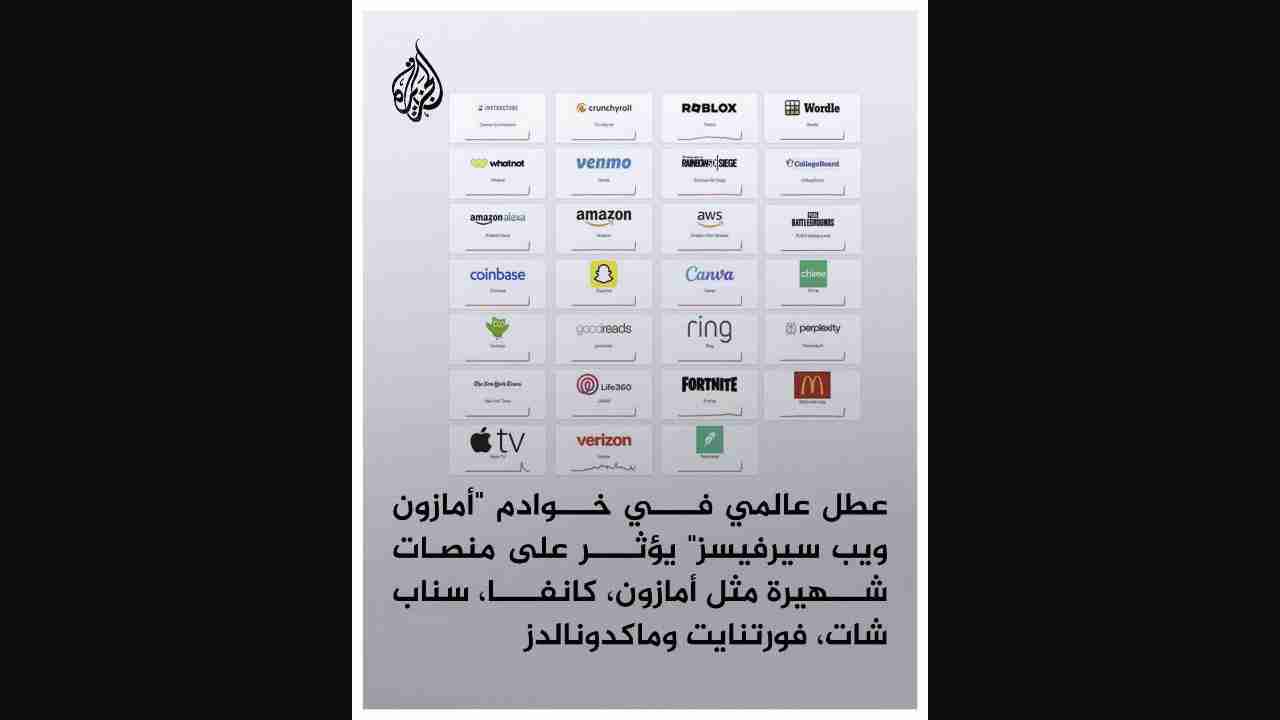 الجزيرة
INSTRUCTURE
crunchyroll
ROBLOX
Wordle
whatnot
venmo
RAINBOW SIEGE
CollegeBoard
amazon alexa
amazon
aws
PUBG BATTLEGROUNDS
coinbase
Canva
chime
goodreads
ring
perplexity
The New York Times
Life360
FORTNITE
tv
verizon
عطل عالمي في خوادم "أمازون
ويب سيرفيسز" يؤثر على منصات
شهيرة مثل أمازون، كانفا، سناب
شات، فورتنايت وماكدونالدز